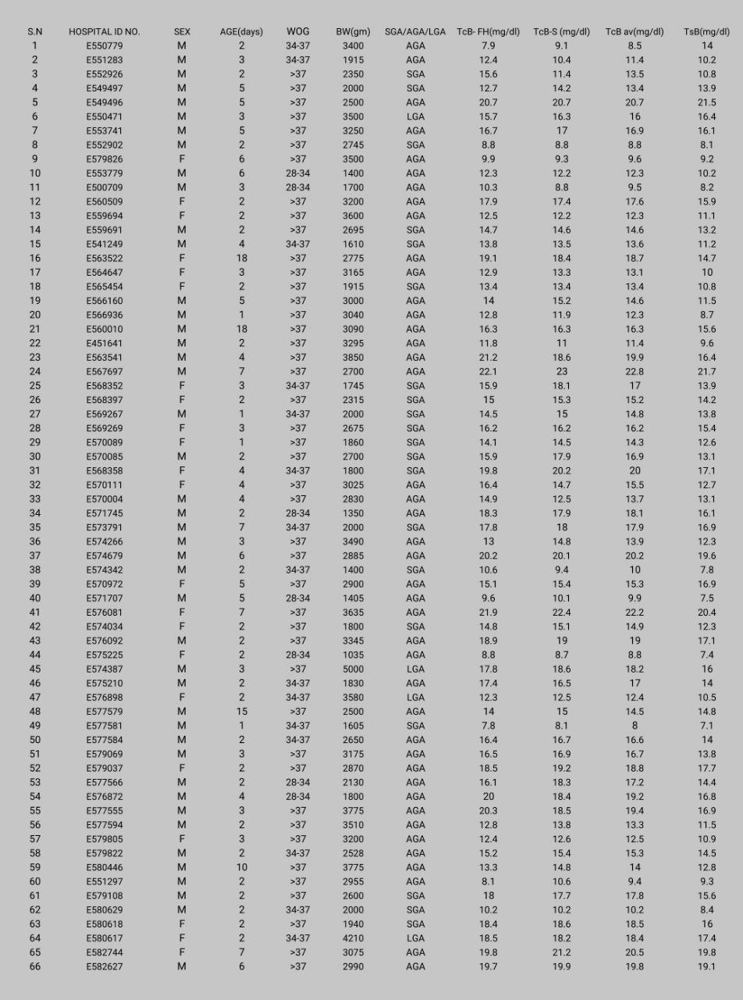 S.N HOSPITAL ID NO. SEX AGE(days) WOG BW(gm) SGA/AGA/LGA TcB- FH(mg/dl) TcB-S (mg/dl) TcB av(mg/dl) TsB(mg/dl)
1 E550779 M 2 34-37 3400 AGA 7.9 9.1 8.5 14
2 E551283 M 3 34-37 1915 AGA 12.4 10.4 11.4 10.2
3 E552926 M 2 >37 2350 SGA 15.6 11.4 13.5 10.8
4 E549497 M 5 >37 2000 SGA 12.7 14.2 13.4 13.9
5 E549496 M 5 >37 2500 AGA 20.7 20.7 20.7 21.5
6 E550471 M 3 >37 3500 LGA 15.7 16.3 16 16.4
7 E553741 M 5 >37 3250 AGA 16.7 17 16.9 16.1
8 E552902 M 2 >37 2745 SGA 8.8 8.8 8.8 8.1
9 E579826 F 6 >37 3500 AGA 9.9 9.3 9.6 9.2
10 E553779 M 6 28-34 1400 AGA 12.3 12.2 12.3 10.2
11 E500709 M 3 28-34 1700 AGA 10.3 8.8 9.5 8.2
12 E560509 F 2 >37 3200 AGA 17.9 17.4 17.6 15.9
13 E559694 F 2 >37 3600 AGA 12.5 12.2 12.3 11.1
14 E559691 M 2 >37 2695 SGA 14.7 14.6 14.6 13.2
15 E541249 M 4 34-37 1610 SGA 13.8 13.5 13.6 11.2
16 E563522 F 18 >37 2775 AGA 19.1 18.4 18.7 14.7
17 E564647 F 3 >37 3165 AGA 12.9 13.3 13.1 10
18 E565454 F 2 >37 1915 SGA 13.4 13.4 13.4 10.8
19 E566160 M 5 >37 3000 AGA 14 15.2 14.6 11.5
20 E566936 M 1 >37 3040 AGA 12.8 11.9 12.3 8.7
21 E560010 M 18 >37 3090 AGA 16.3 16.3 16.3 15.6
22 E451641 M 2 >37 3295 AGA 11.8 11 11.4 9.6
23 E563541 M 4 >37 3850 AGA 21.2 18.6 19.9 16.4
24 E567697 M 7 >37 2700 AGA 22.1 23 22.8 21.7
25 E568352 F 3 34-37 1745 SGA 15.9 18.1 17 13.9
26 E568397 F 2 >37 2315 SGA 15 15.3 15.2 14.2
27 E569267 M 1 34-37 2000 SGA 14.5 15 14.8 13.8
28 E569269 F 3 >37 2675 SGA 16.2 16.2 16.2 15.4
29 E570089 F 1 >37 1860 SGA 14.1 14.5 14.3 12.6
30 E570085 M 2 >37 2700 SGA 15.9 17.9 16.9 13.1
31 E568358 F 4 34-37 1800 SGA 19.8 20.2 20 17.1
32 E570111 F 4 >37 3025 AGA 16.4 14.7 15.5 12.7
33 E570004 M 4 >37 2830 AGA 14.9 12.5 13.7 13.1
34 E571745 M 2 28-34 1350 AGA 18.3 17.9 18.1 16.1
35 E573791 M 7 34-37 2000 SGA 17.8 18 17.9 16.9
36 E574266 M 3 >37 3490 AGA 13 14.8 13.9 12.3
37 E574679 M 6 >37 2885 AGA 20.2 20.1 20.2 19.6
38 E574342 M 2 34-37 1400 SGA 10.6 9.4 10 7.8
39 E570972 F 5 >37 2900 AGA 15.1 15.4 15.3 16.9
40 E571707 M 5 28-34 1405 AGA 9.6 10.1 9.9 7.5
41 E576081 F 7 >37 3635 AGA 21.9 22.4 22.2 20.4
42 E574034 F 2 >37 1800 SGA 14.8 15.1 14.9 12.3
43 E576092 M 2 >37 3345 AGA 18.9 19 19 17.1
44 E575225 F 2 28-34 1035 AGA 8.8 8.7 8.8 7.4
45 E574387 M 3 >37 5000 LGA 17.8 18.6 18.2 16
46 E575210 M 2 34-37 1830 AGA 17.4 16.5 17 14
47 E576898 F 2 34-37 3580 LGA 12.3 12.5 12.4 10.5
48 E577579 M 15 >37 2500 AGA 14 15 14.5 14.8
49 E577581 M 1 34-37 1605 SGA 7.8 8.1 8 7.1
50 E577584 M 2 34-37 2650 AGA 16.4 16.7 16.6 14
51 E579069 M 3 >37 3175 AGA 16.5 16.9 16.7 13.8
52 E579037 F 2 >37 2870 AGA 18.5 19.2 18.8 17.7
53 E577566 M 2 28-34 2130 AGA 16.1 18.3 17.2 14.4
54 E576872 M 4 28-34 1800 AGA 20 18.4 19.2 16.8
55 E577555 M 3 >37 3775 AGA 20.3 18.5 19.4 16.9
56 E577594 M 2 >37 3510 AGA 12.8 13.8 13.3 11.5
57 E579805 F 3 >37 3200 AGA 12.4 12.6 12.5 10.9
58 E579822 M 2 34-37 2528 AGA 15.2 15.4 15.3 14.5
59 E580446 M 10 >37 3775 AGA 13.3 14.8 14 12.8
60 E551297 M 2 >37 2955 AGA 8.1 10.6 9.4 9.3
61 E579108 M 2 >37 2600 SGA 18 17.7 17.8 15.6
62 E580629 M 2 34-37 2000 SGA 10.2 10.2 10.2 8.4
63 E580618 F 2 >37 1940 SGA 18.4 18.6 18.5 16
64 E580617 F 2 34-37 4210 LGA 18.5 18.2 18.4 17.4
65 E582744 F 7 >37 3075 AGA 19.8 21.2 20.5 19.8
66 E582627 M 6 >37 2990 AGA 19.7 19.9 19.8 19.1